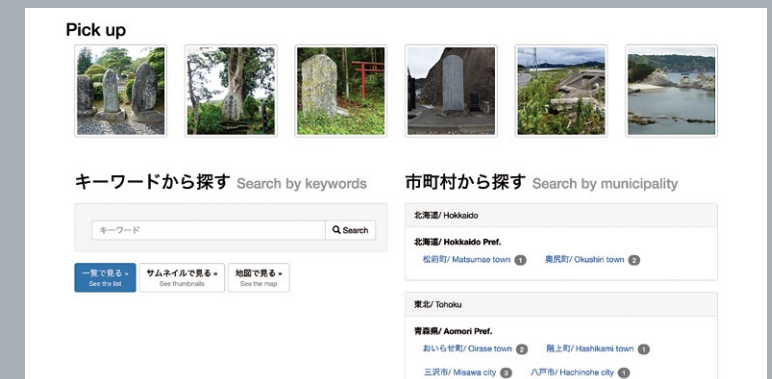 Pick up
キーワードから探す Search by keywords
キーワード
Search
一覧で見る »
See the list
サムネイルで見る »
See thumbnails
地図で見る »
See the map
市町村から探す Search by municipality
北海道/ Hokkaido
北海道/ Hokkaido Pref.
松前町/ Matsumae town 1 奥尻町/ Okushiri town 2
東北/ Tohoku
青森県/ Aomori Pref.
おいらせ町/ Oirase town 2 階上町/ Hashikami town 1
三沢市/ Misawa city 3 八戸市/ Hachinohe city 1